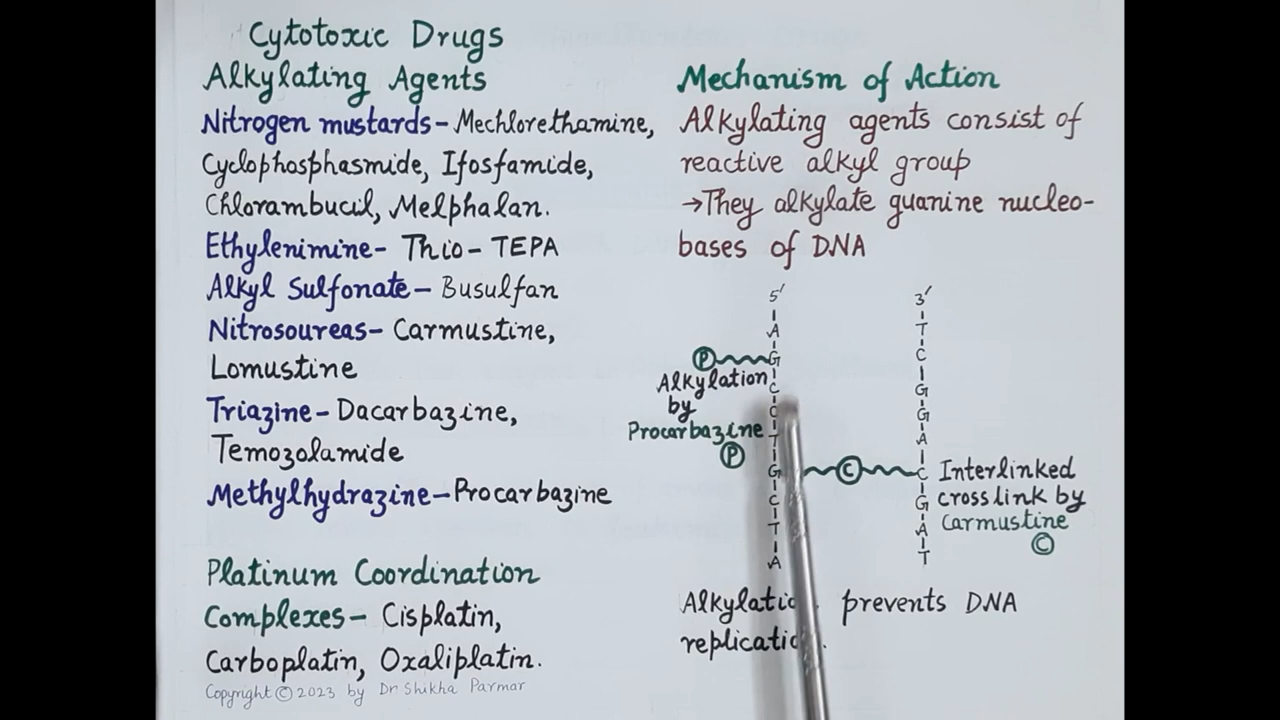 Cytotoxic Drugs
Alkylating Agents
Nitrogen mustards- Mechlorethamine,
Cyclophosphasmide, Ifosfamide,
Chlorambucil, Melphalan.
Ethylenimine- Thio-TEPA
Alkyl Sulfonate- Busulfan
Nitrosoureas- Carmustine,
Lomustine
Triazine- Dacarbazine,
Temozolamide
Methylhydrazine-Procarbazine
Platinum Coordination
Complexes- Cisplatin,
Carboplatin, Oxaliplatin.
Copyright © 2023 by Dr Shikha Parmar
Mechanism of Action
Alkylating agents consist of
reactive alkyl group
→They alkylate guanine nucleo-
bases of DNA
5'
A
G
C
C
T
G
C
T
A
P
Alkylation
by
Procarbazine
P
C
3'
T
C
G
G
A
C
G
A
T
Interlinked
crosslink by
Carmustine
C
prevents DNA